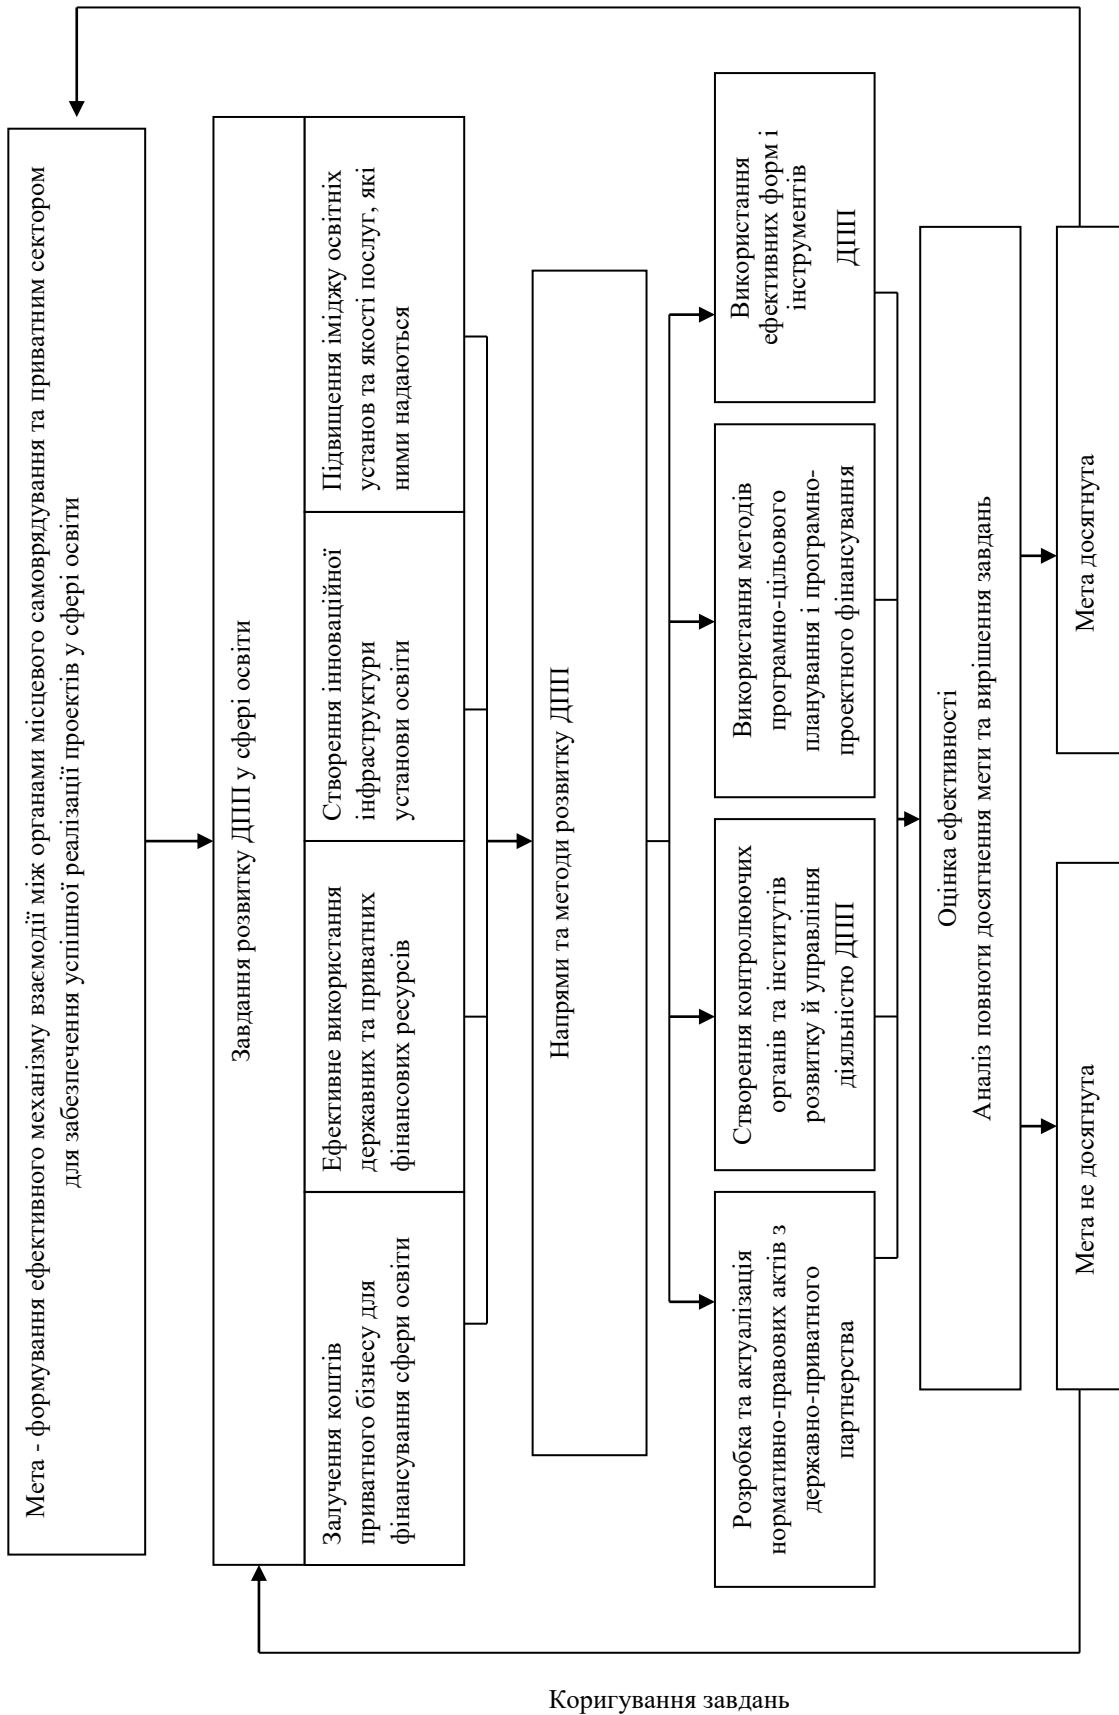 Мета - формування ефективного механізму взаємодії між органами місцевого самоврядування та приватним сектором
для забезпечення успішної реалізації проектів у сфері освіти
Завдання розвитку ДПП у сфері освіти
Залучення коштів
приватного бізнесу для
фінансування сфери освіти
Ефективне використання
державних та приватних
фінансових ресурсів
Створення інноваційної
інфраструктури
установи освіти
Підвищення іміджу освітніх
установ та якості послуг, які
ними надаються
Напрями та методи розвитку ДПП
Розробка та актуалізація
нормативно-правових актів з
державно-приватного
партнерства
Створення контролюючих
органів та інститутів
розвитку й управління
діяльністю ДПП
Використання методів
програмно-цільового
планування і програмно-
проектного фінансування
Використання
ефективних форм і
інструментів
ДПП
Оцінка ефективності
Аналіз повноти досягнення мети та вирішення завдань
Мета не досягнута
Мета досягнута
Коригування завдань